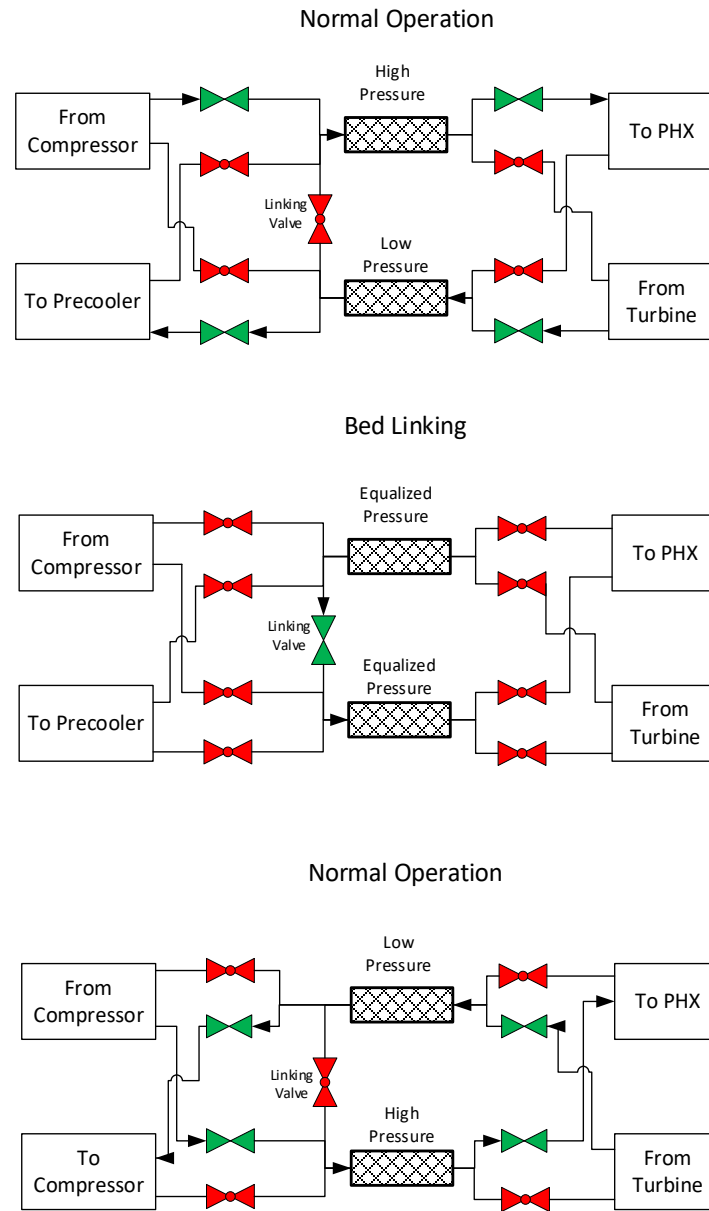 Normal Operation
High
Pressure
From
Compressor
To PHX
Linking
Valve
Low
Pressure
To Precooler
From
Turbine
Bed Linking
Equalized
Pressure
From
Compressor
To PHX
Linking
Valve
Equalized
Pressure
To Precooler
From
Turbine
Normal Operation
Low
Pressure
From
Compressor
To PHX
Linking
Valve
High
Pressure
To
Compressor
From
Turbine